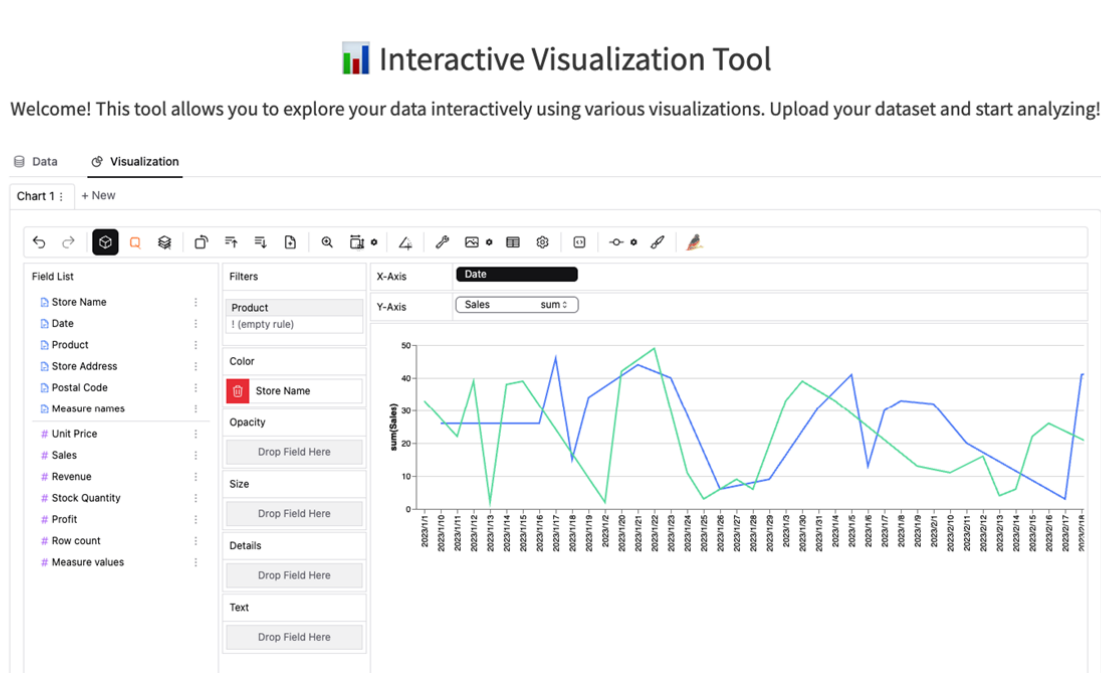 Interactive Visualization Tool
Welcome! This tool allows you to explore your data interactively using various visualizations. Upload your dataset and start analyzing!
Data
Visualization
Chart 1
+ New
Field List
Store Name
Date
Product
Store Address
Postal Code
Measure names
# Unit Price
# Sales
# Revenue
# Stock Quantity
# Profit
# Row count
# Measure values
Filters
Product
! (empty rule)
Color
Store Name
Opacity
Drop Field Here
Size
Drop Field Here
Details
Drop Field Here
Text
Drop Field Here
X-Axis
Date
Y-Axis
Sales sum
sum(Sales)
50
40
30
20
10
0
2023/1/1
2023/1/10
2023/1/11
2023/1/12
2023/1/13
2023/1/14
2023/1/15
2023/1/16
2023/1/17
2023/1/18
2023/1/19
2023/1/2
2023/1/20
2023/1/21
2023/1/22
2023/1/23
2023/1/24
2023/1/25
2023/1/26
2023/1/27
2023/1/28
2023/1/29
2023/1/3
2023/1/30
2023/1/31
2023/1/4
2023/1/5
2023/1/6
2023/1/7
2023/1/8
2023/1/9
2023/2/1
2023/2/10
2023/2/11
2023/2/12
2023/2/13
2023/2/14
2023/2/15
2023/2/16
2023/2/17
2023/2/18